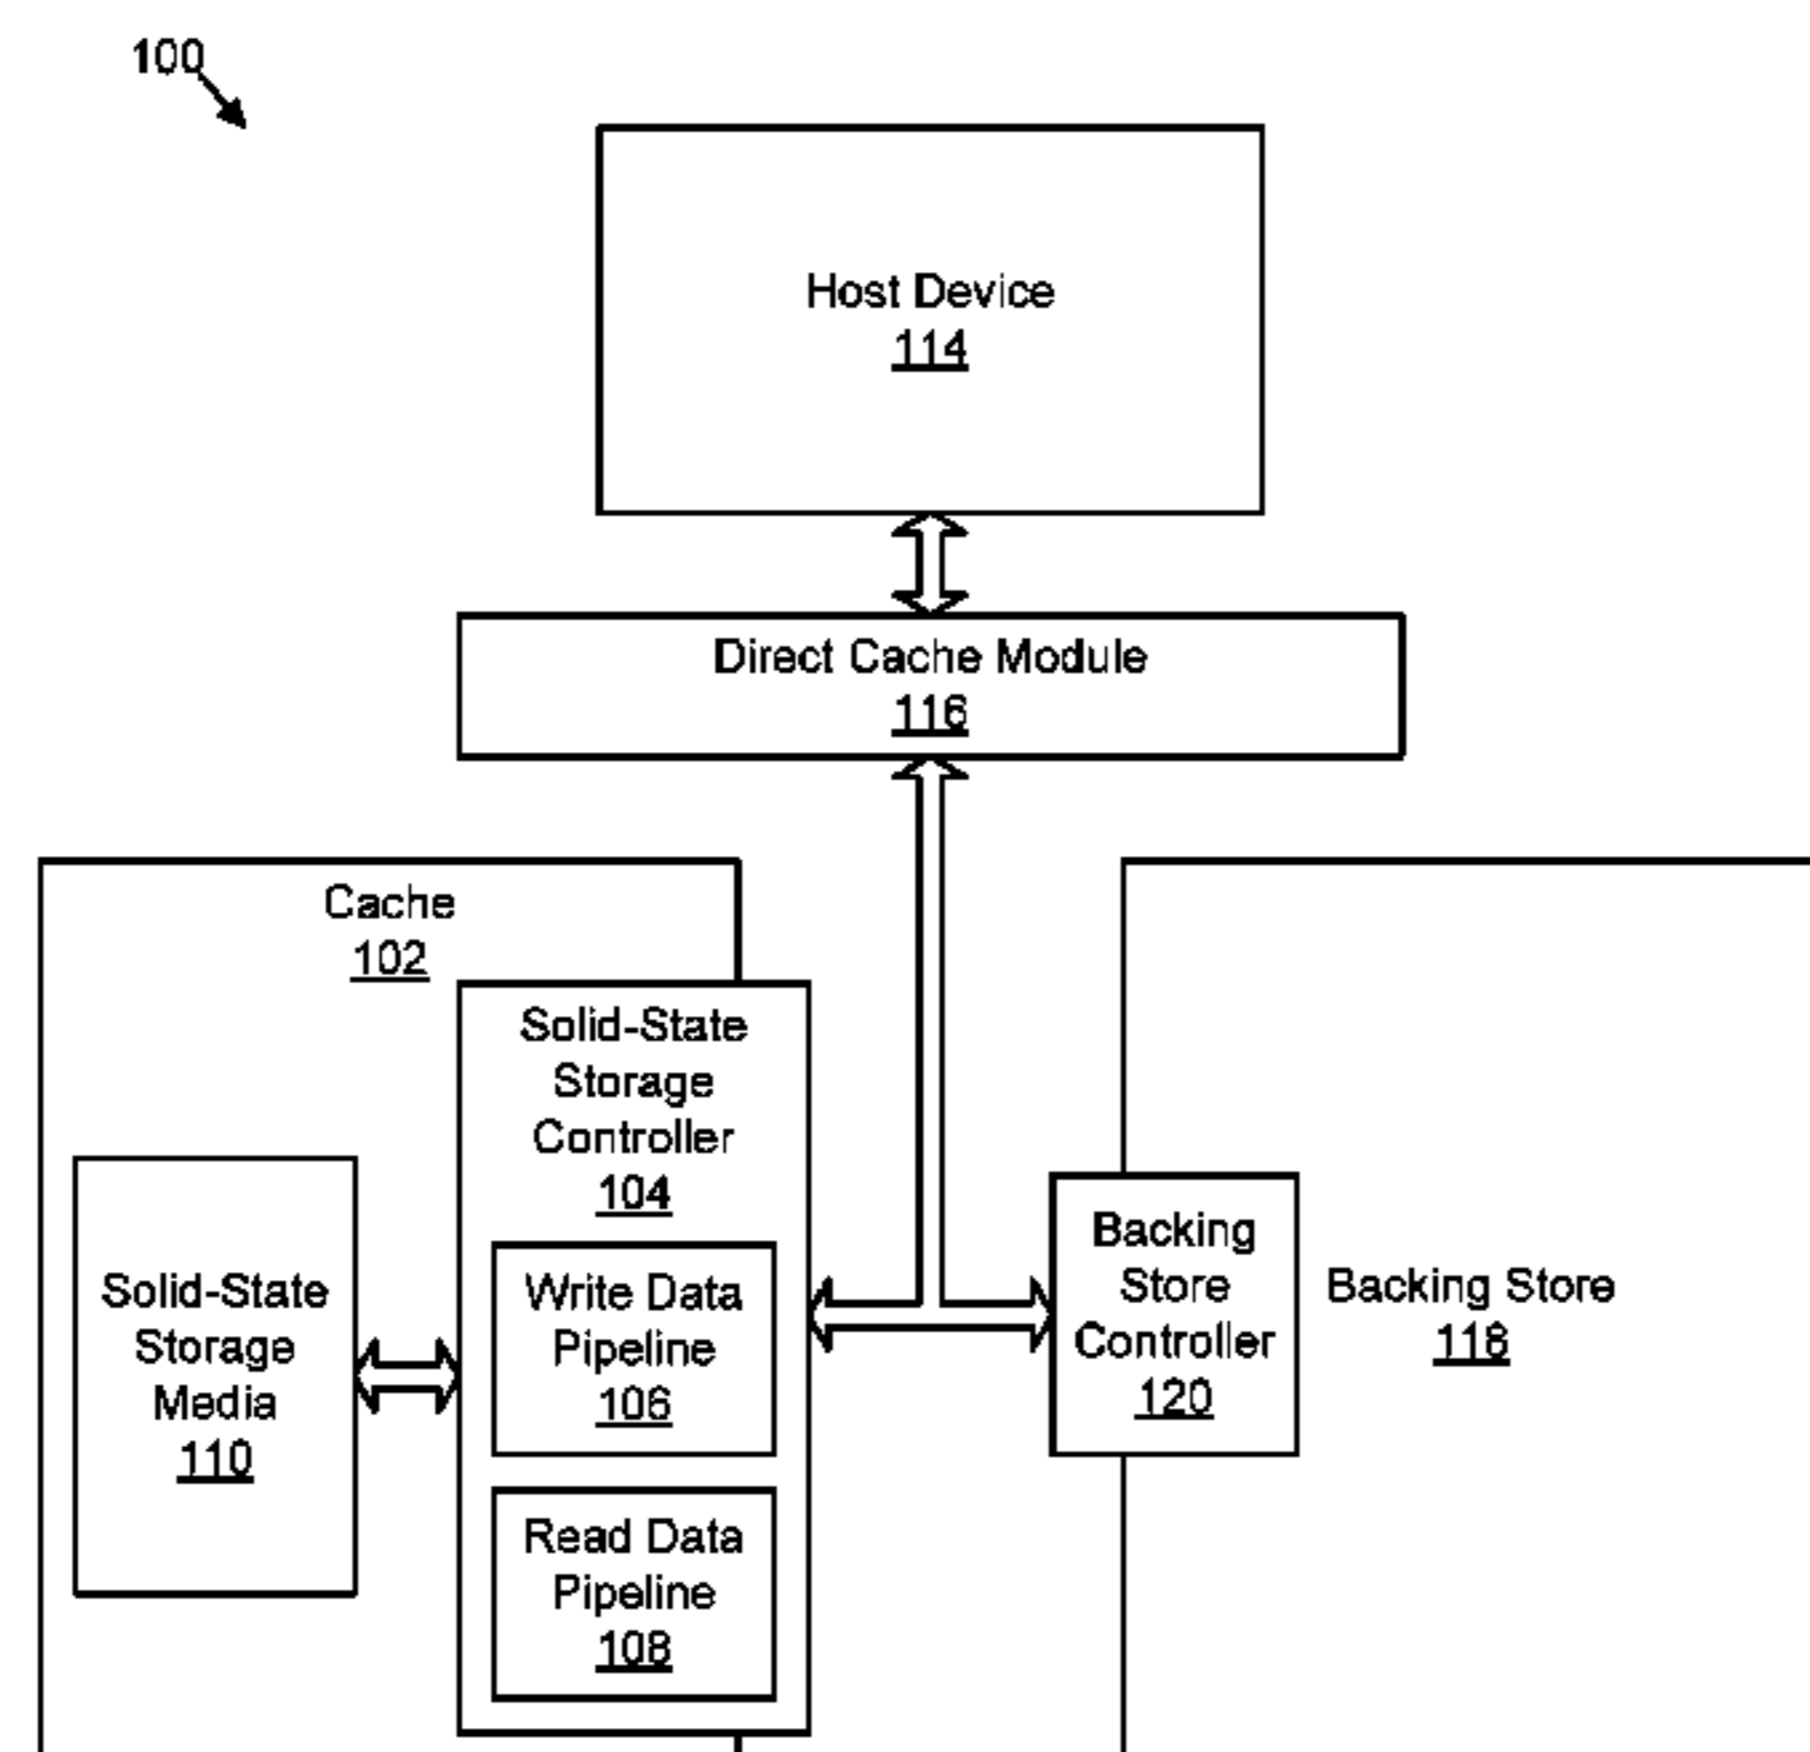 100
Host Device
114
Direct Cache Module
116
Cache
102
Solid-State
Storage
Controller
104
Solid-State
Storage
Media
110
Write Data
Pipeline
106
Read Data
Pipeline
108
Backing
Store
Controller
120
Backing Store
118